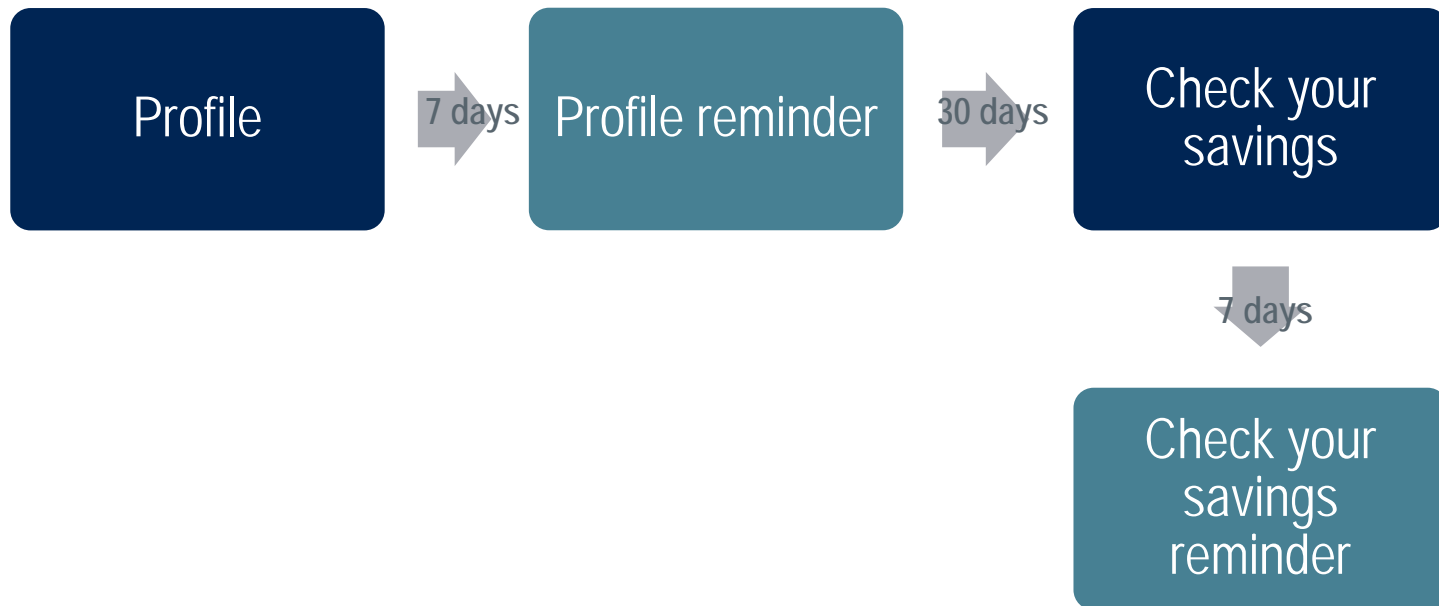 Profile
7 days
Profile reminder
30 days
Check your
savings
7 days
Check your
savings
reminder